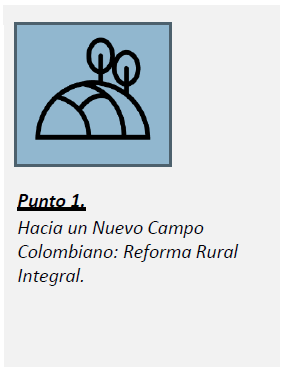 Punto 1.
Hacia un Nuevo Campo
Colombiano: Reforma Rural
Integral.